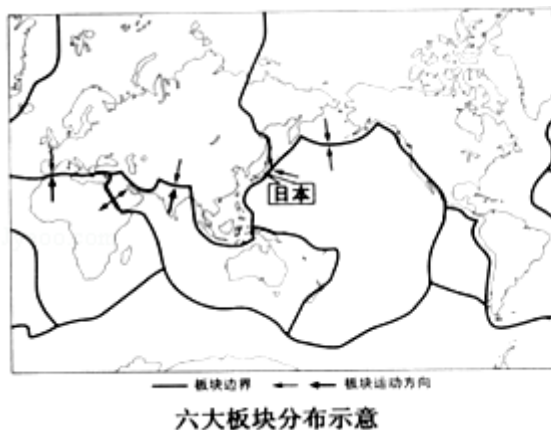 日本
板块边界 板块运动方向
六大板块分布示意